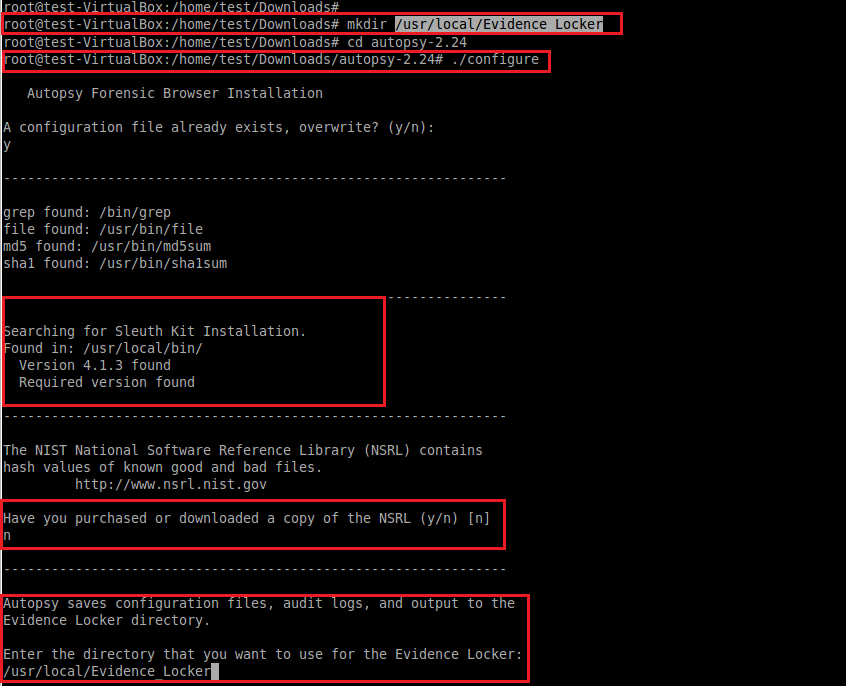 root@test-VirtualBox:/home/test/Downloads#
root@test-VirtualBox:/home/test/Downloads# mkdir /usr/local/Evidence_Locker
root@test-VirtualBox:/home/test/Downloads# cd autopsy-2.24
root@test-VirtualBox:/home/test/Downloads/autopsy-2.24# ./configure
Autopsy Forensic Browser Installation
A configuration file already exists, overwrite? (y/n):
y
---------------------------------------------------------------
grep found: /bin/grep
file found: /usr/bin/file
md5 found: /usr/bin/md5sum
sha1 found: /usr/bin/sha1sum
---------------
Searching for Sleuth Kit Installation.
Found in: /usr/local/bin/
Version 4.1.3 found
Required version found
---------------------------------------------------------------
The NIST National Software Reference Library (NSRL) contains
hash values of known good and bad files.
http://www.nsrl.nist.gov
Have you purchased or downloaded a copy of the NSRL (y/n) [n]
n
---------------------------------------------------------------
Autopsy saves configuration files, audit logs, and output to the
Evidence Locker directory.
Enter the directory that you want to use for the Evidence Locker:
/usr/local/Evidence_Locker